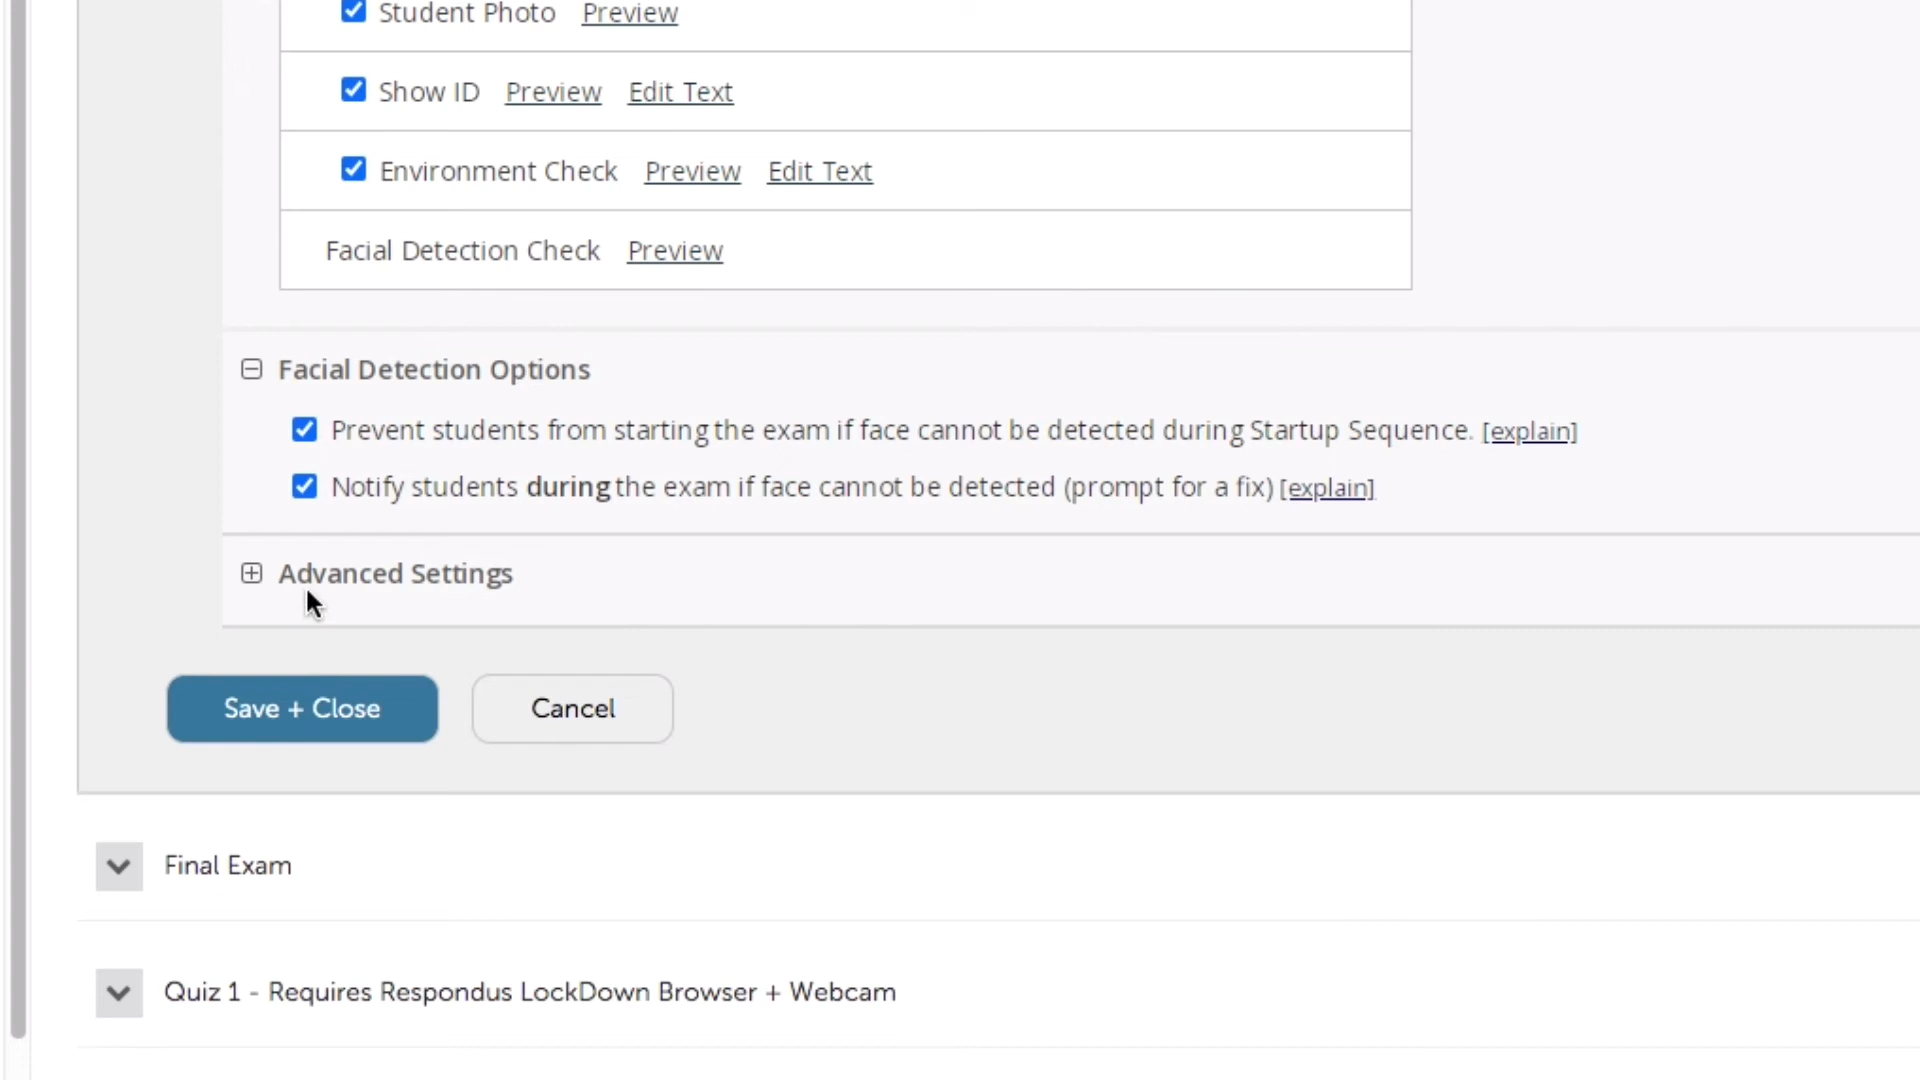 Student Photo Preview
Show ID Preview Edit Text
Environment Check Preview Edit Text
Facial Detection Check Preview
Facial Detection Options
Prevent students from starting the exam if face cannot be detected during Startup Sequence. [explain]
Notify students during the exam if face cannot be detected (prompt for a fix) [explain]
Advanced Settings
Save + Close Cancel
Final Exam
Quiz 1 - Requires Respondus LockDown Browser + Webcam